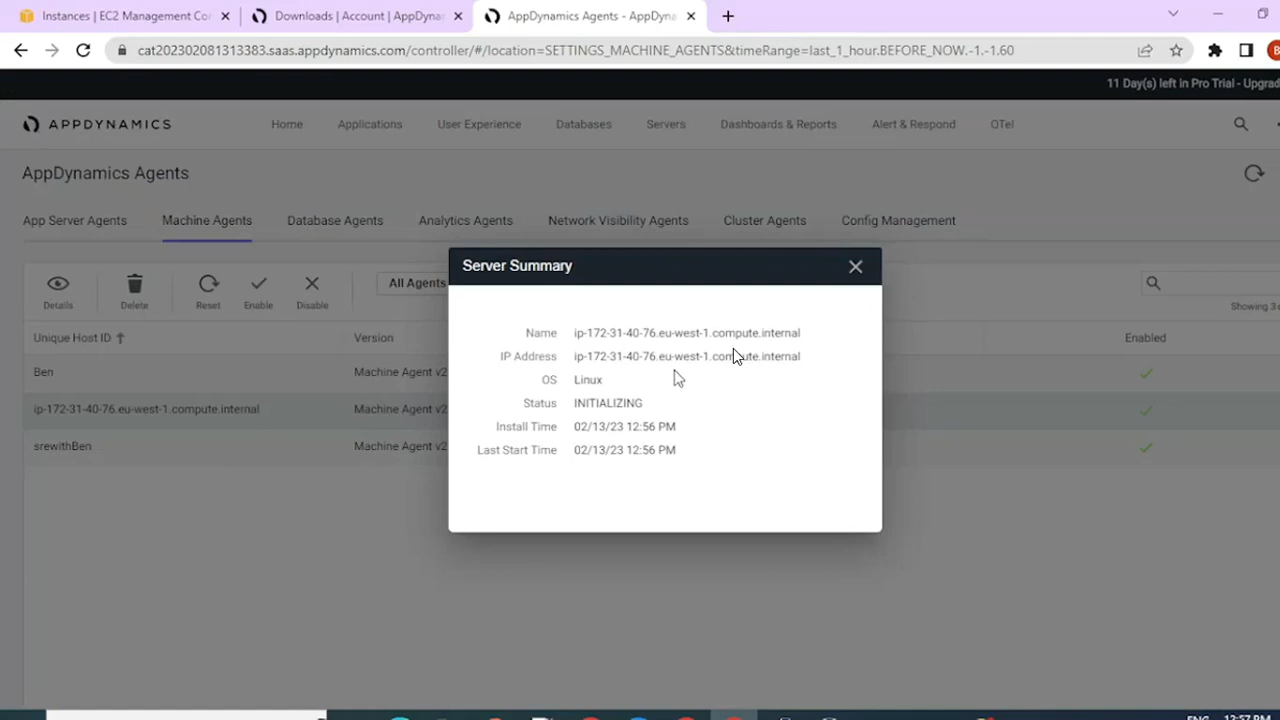 Instances | EC2 Management Co
Downloads | Account | AppDyna
AppDynamics Agents - AppDyna
cat202302081313383.saas.appdynamics.com/controller/#/location=SETTINGS_MACHINE_AGENTS&timeRange=last_1_hour.BEFORE_NOW.-1.-1.60
11 Day(s) left in Pro Trial - Upgrad
APPDYNAMICS
Home
Applications
User Experience
Databases
Servers
Dashboards & Reports
Alert & Respond
OTel
AppDynamics Agents
App Server Agents
Machine Agents
Database Agents
Analytics Agents
Network Visibility Agents
Cluster Agents
Config Management
Details
Delete
Reset
Enable
Disable
All Agents
Showing 3
Unique Host ID
Version
Enabled
Ben
Machine Agent v2
ip-172-31-40-76.eu-west-1.compute.internal
Machine Agent v2
srewithBen
Machine Agent v2
Server Summary
Name ip-172-31-40-76.eu-west-1.compute.internal
IP Address ip-172-31-40-76.eu-west-1.compute.internal
OS Linux
Status INITIALIZING
Install Time 02/13/23 12:56 PM
Last Start Time 02/13/23 12:56 PM
ENG 12:57 PM